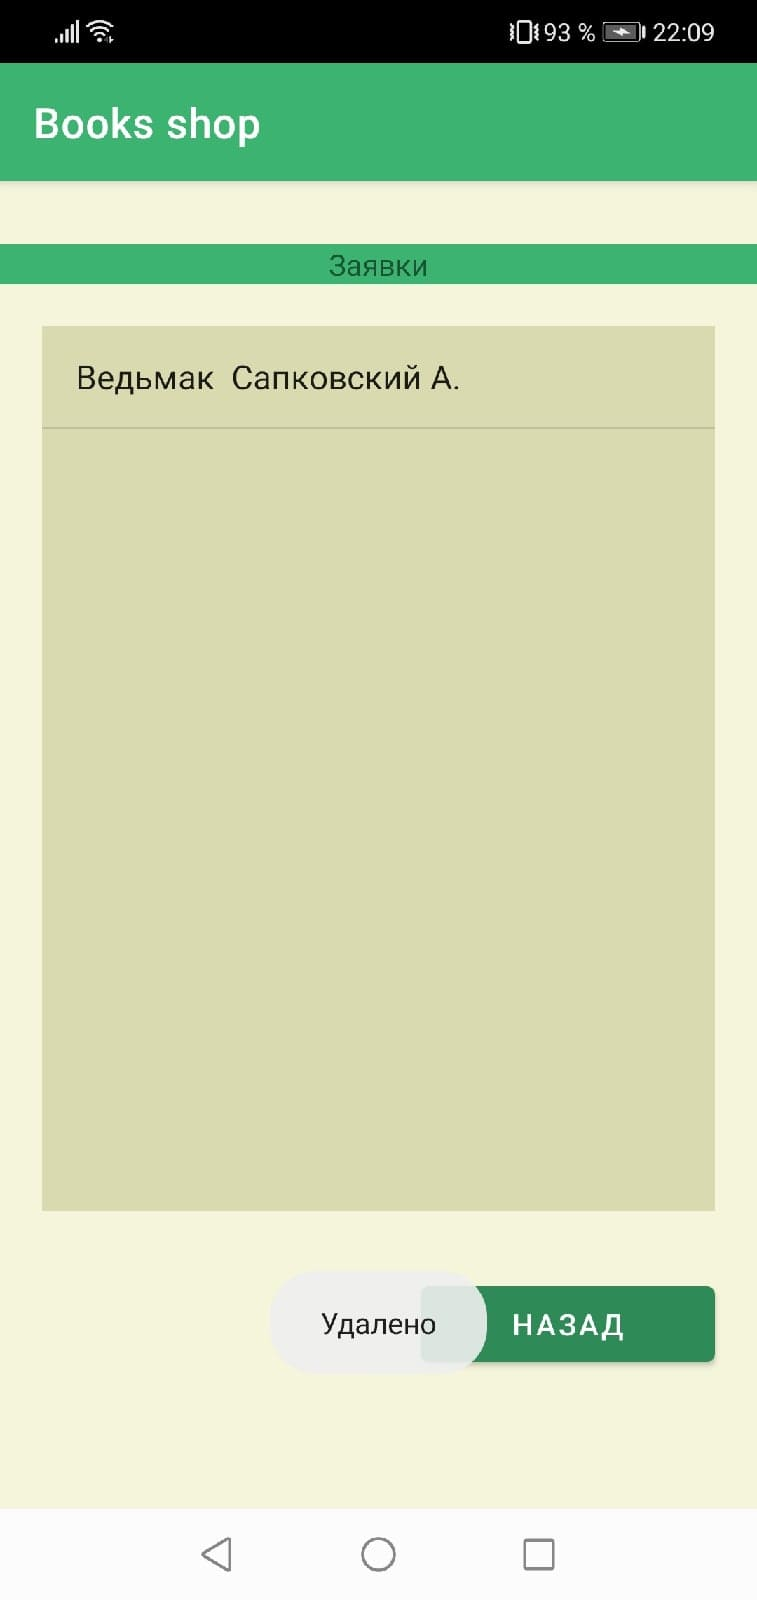 93 % 22:09
Books shop
Заявки
Ведьмак  Сапковский А.
Удалено НАЗАД